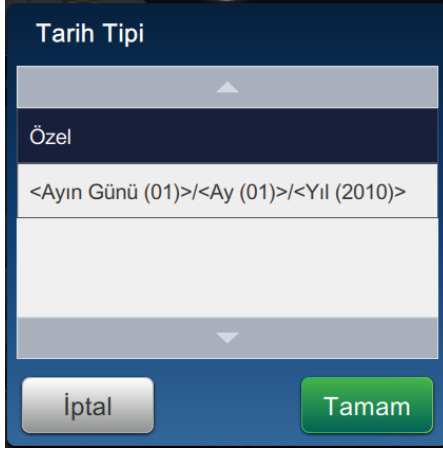 Tarih Tipi
Özel
<Ayın Günü (01)>/<Ay (01)>/<Yıl (2010)>
İptal
Tamam